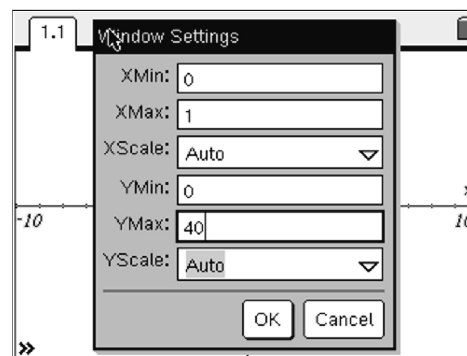 1.1
Window Settings
XMin: 0
XMax: 1
XScale: Auto
YMin: 0
-10
YMax: 40
YScale: Auto
OK Cancel
»